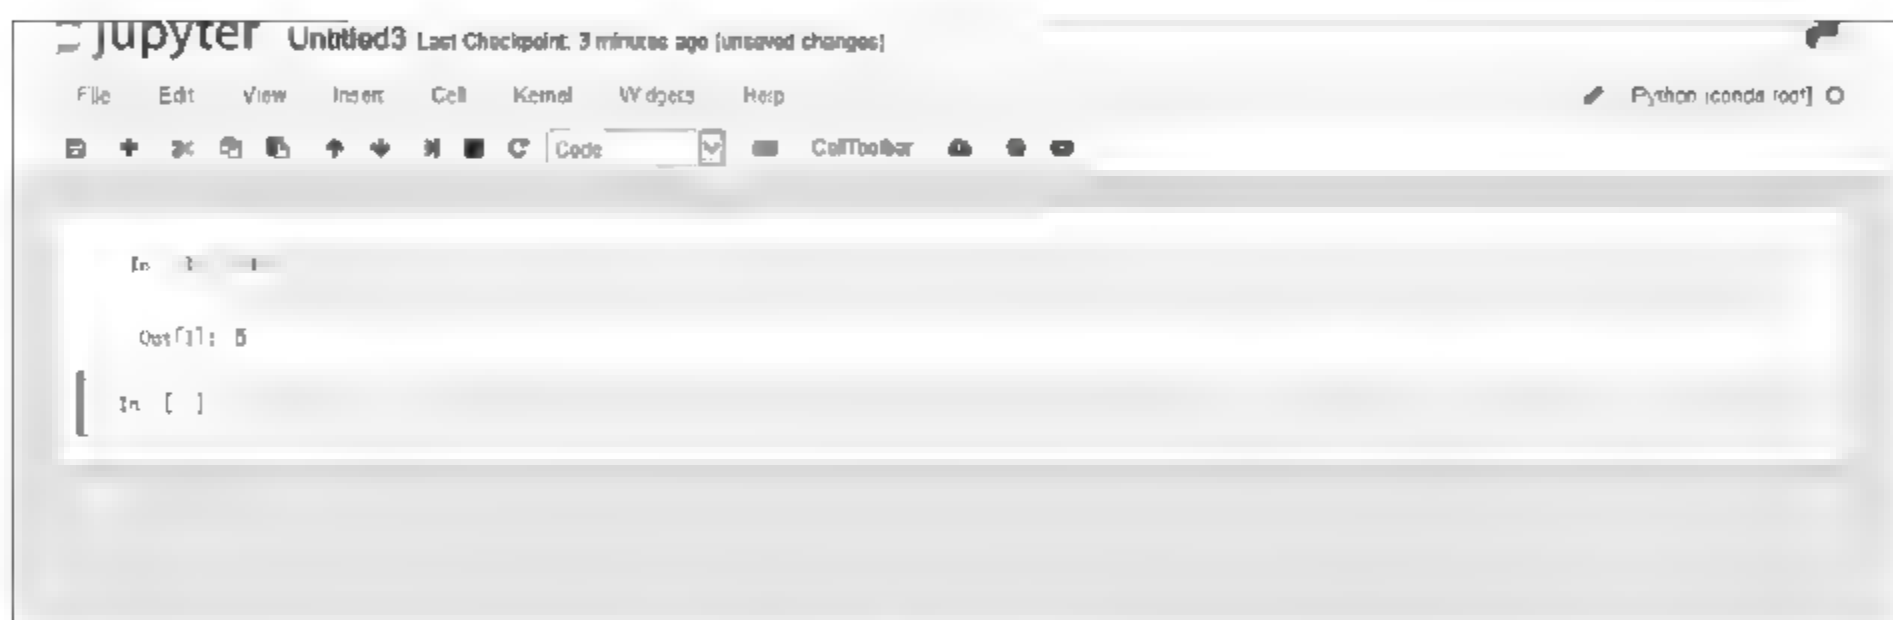 jupyter Untitled3 Last Checkpoint: 3 minutes ago (unsaved changes)
File Edit View Insert Cell Kernel Widgets Help Python [conda root]
Code CellToolbar
In
Out[1]: 5
In [ ]